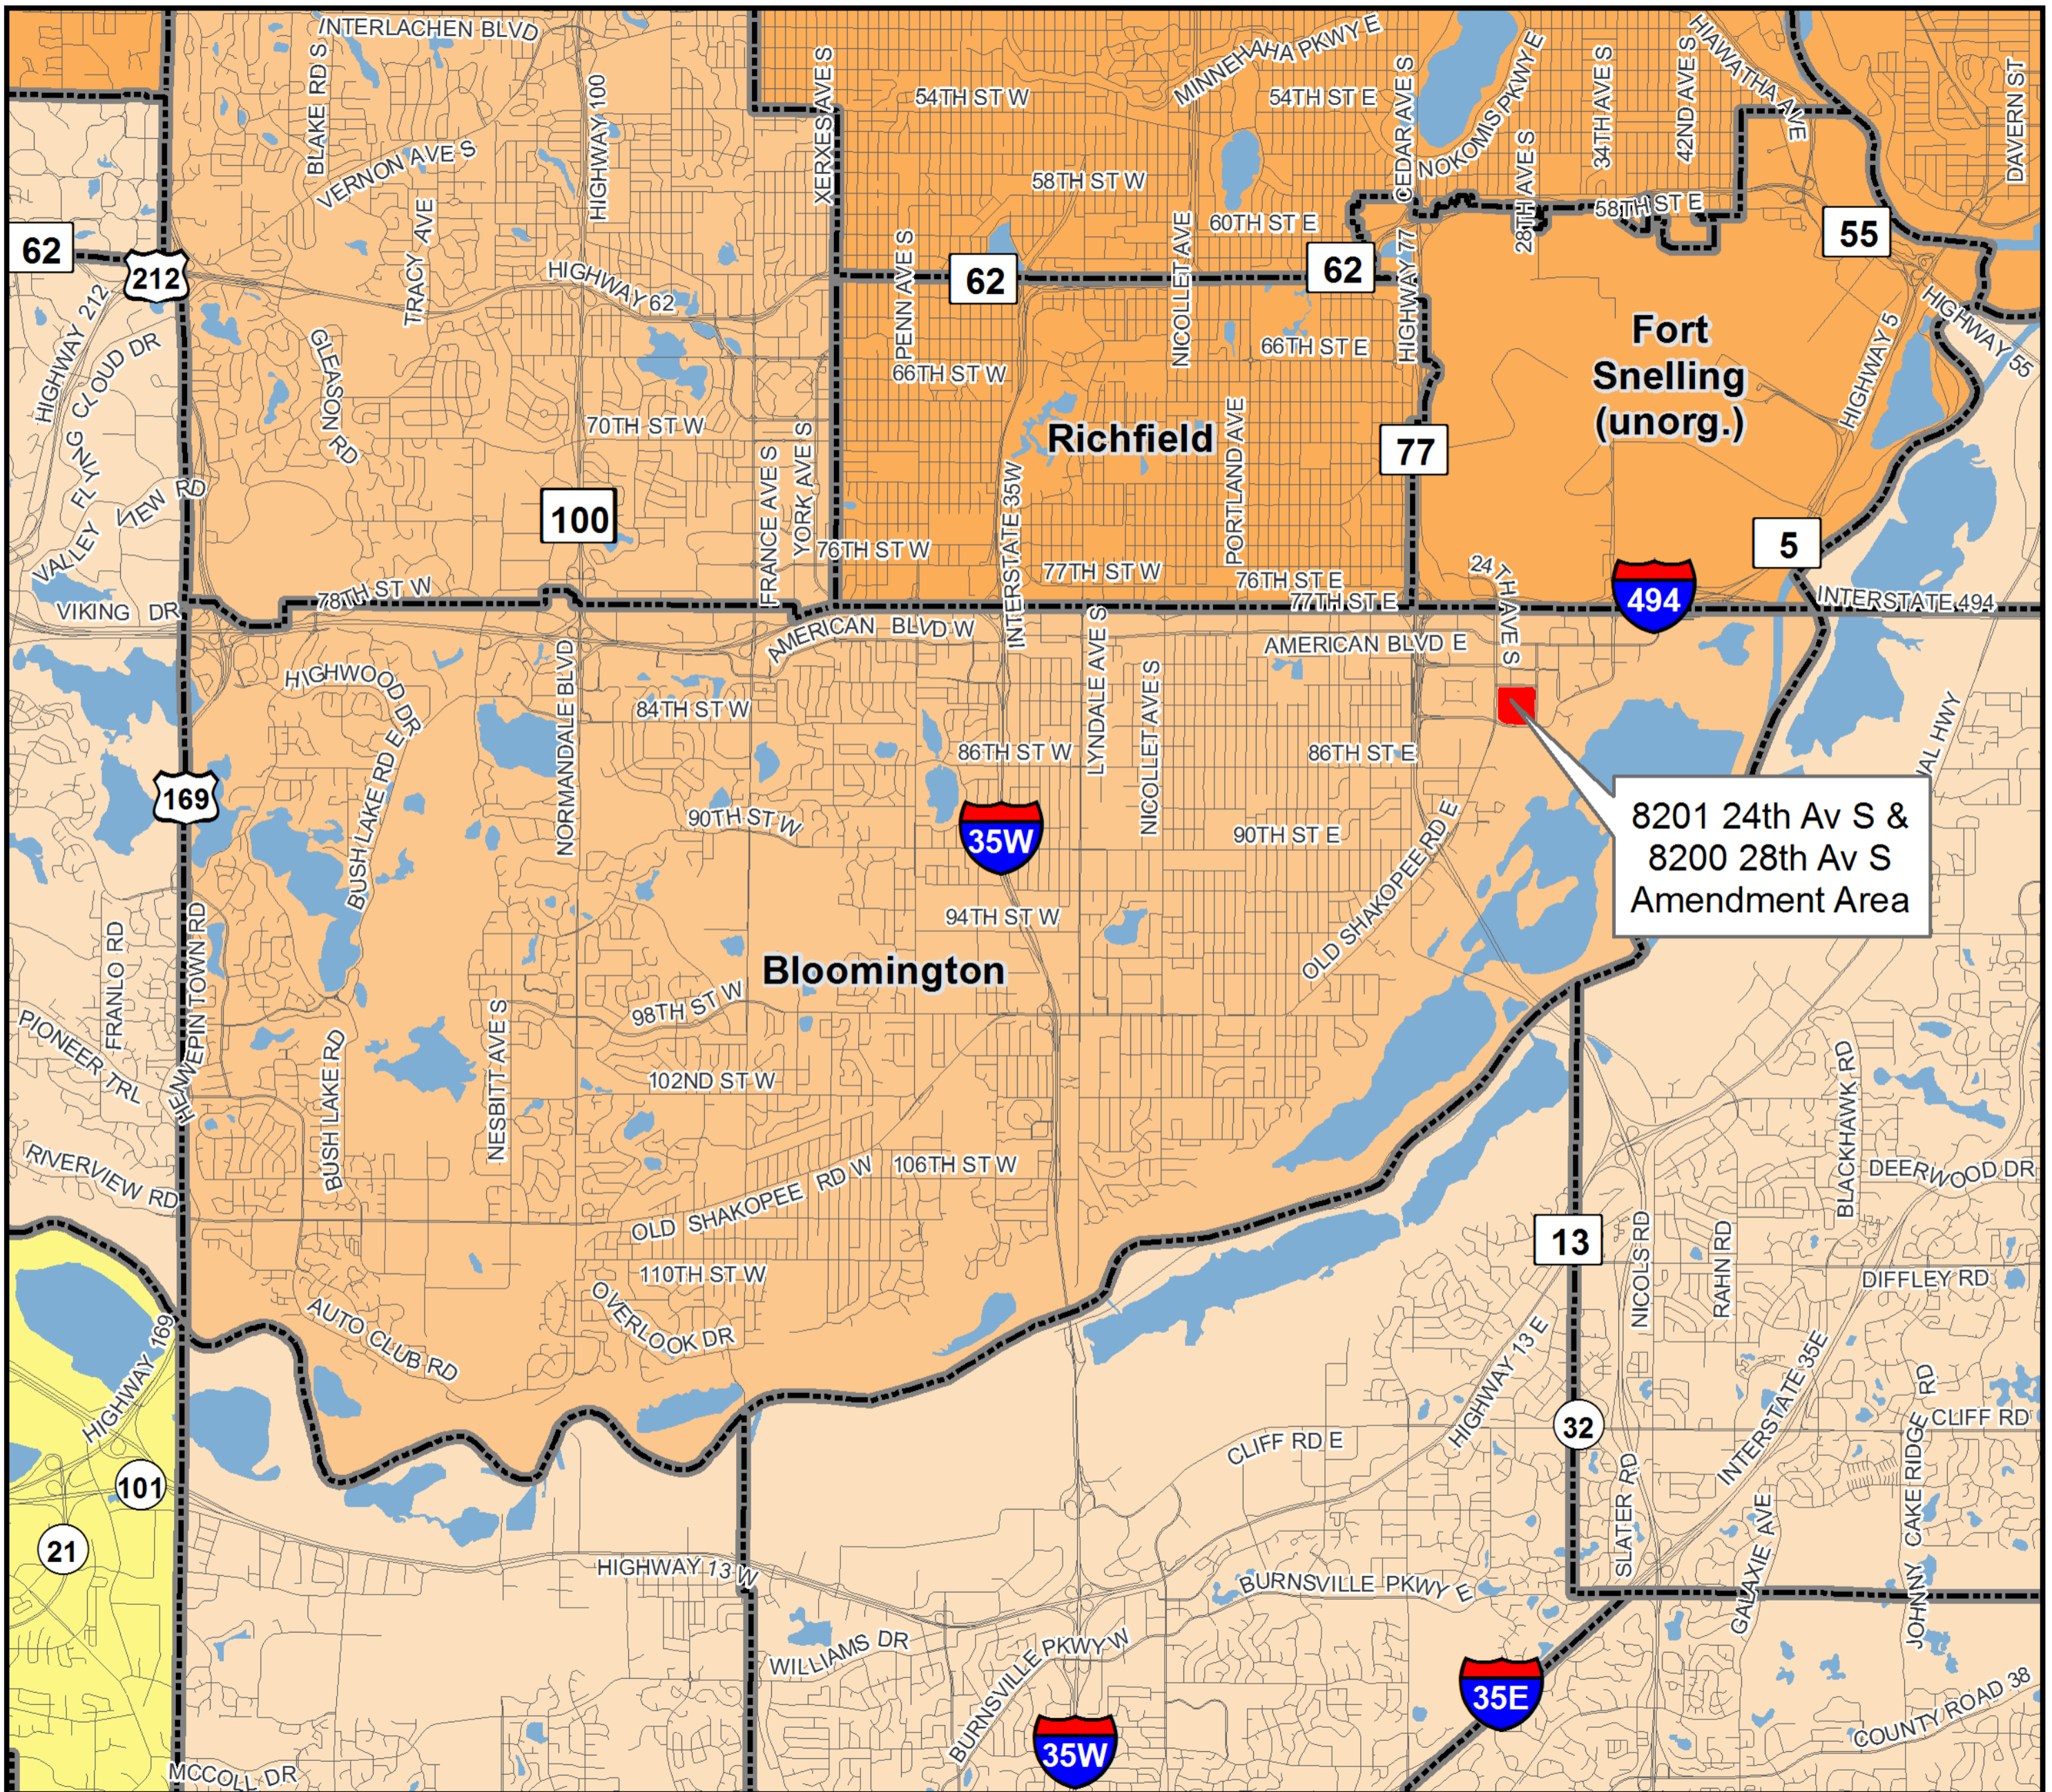 INTERLACHEN BLVD
BLAKE RD S
VERNON AVE S
TRACY AVE
HIGHWAY 100
XERXES AVE S
54TH ST W
MINNEHAHA PKWY E
54TH ST E
CEDAR AVE S
NOKOMIS PKWY E
28TH AVE S
34TH AVE S
42ND AVE S
HIAWATHA AVE
DAVERN ST
58TH ST W
58TH ST E
60TH ST E
62
212
HIGHWAY 212
HIGHWAY 62
PENN AVE S
62
NICOLLET AVE
62
HIGHWAY 77
55
HIGHWAY 55
HIGHWAY 5
Fort
Snelling
(unorg.)
FLYING CLOUD DR
GLEASON RD
66TH ST W
66TH ST E
70TH ST W
Richfield
PORTLAND AVE
77
VALLEY VIEW RD
100
FRANCE AVE S
YORK AVE S
INTERSTATE 35W
76TH ST W
77TH ST W
76TH ST E
77TH ST E
24TH AVE S
5
494
INTERSTATE 494
VIKING DR
78TH ST W
AMERICAN BLVD W
AMERICAN BLVD E
HIGHWOOD DR
NORMANDALE BLVD
84TH ST W
LYNDALE AVE S
NICOLLET AVE S
86TH ST W
86TH ST E
169
BUSH LAKE RD E
90TH ST W
35W
90TH ST E
OLD SHAKOPEE RD E
8201 24th Av S &
8200 28th Av S
Amendment Area
FRANLO RD
HENNEPIN TOWN RD
94TH ST W
Bloomington
PIONEER TRL
98TH ST W
NESBITT AVE S
BUSH LAKE RD
102ND ST W
BLACKHAWK RD
RIVERVIEW RD
106TH ST W
OLD SHAKOPEE RD W
DEERWOOD DR
13
NICOLS RD
RAHN RD
110TH ST W
DIFFLEY RD
AUTO CLUB RD
OVERLOOK DR
HIGHWAY 169
HIGHWAY 13 E
INTERSTATE 35E
CLIFF RD E
32
CLIFF RD
101
21
SLATER RD
GALAXIE AVE
JOHNNY CAKE RIDGE RD
HIGHWAY 13 W
BURNSVILLE PKWY E
WILLIAMS DR
BURNSVILLE PKWY W
35E
35W
COUNTY ROAD 38
MCCOLL DR